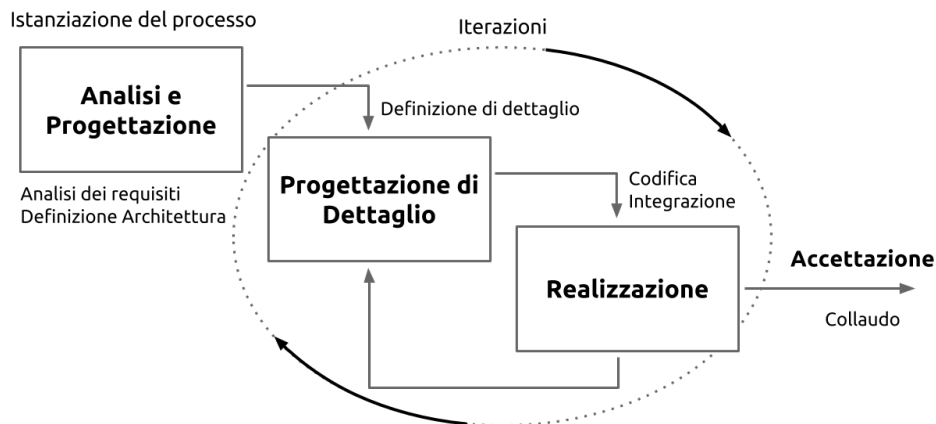 Istanziazione del processo
Iterazioni
Analisi e
Progettazione
Definizione di dettaglio
Analisi dei requisiti
Definizione Architettura
Progettazione di
Dettaglio
Codifica
Integrazione
Accettazione
Realizzazione
Collaudo